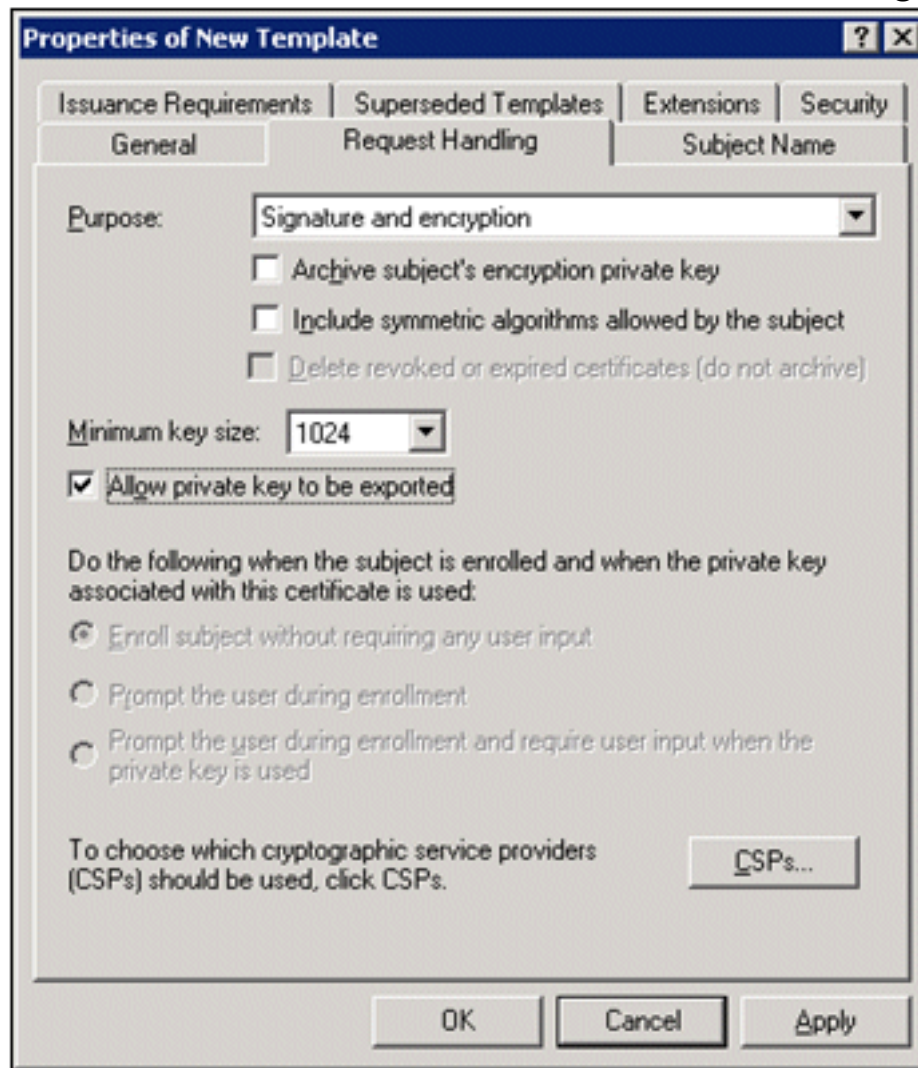 Properties of New Template
Issuance Requirements Superseded Templates Extensions Security
General Request Handling Subject Name
Purpose: Signature and encryption
Archive subject's encryption private key
Include symmetric algorithms allowed by the subject
Delete revoked or expired certificates (do not archive)
Minimum key size: 1024
Allow private key to be exported
Do the following when the subject is enrolled and when the private key
associated with this certificate is used:
Enroll subject without requiring any user input
Prompt the user during enrollment
Prompt the user during enrollment and require user input when the
private key is used
To choose which cryptographic service providers
(CSPs) should be used, click CSPs.
CSPs...
OK Cancel Apply